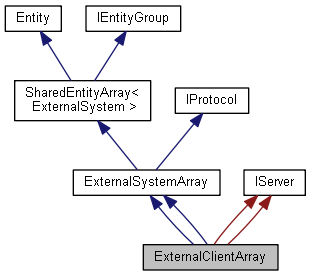 Entity
IEntityGroup
SharedEntityArray<
ExternalSystem >
IProtocol
ExternalSystemArray
IServer
ExternalClientArray